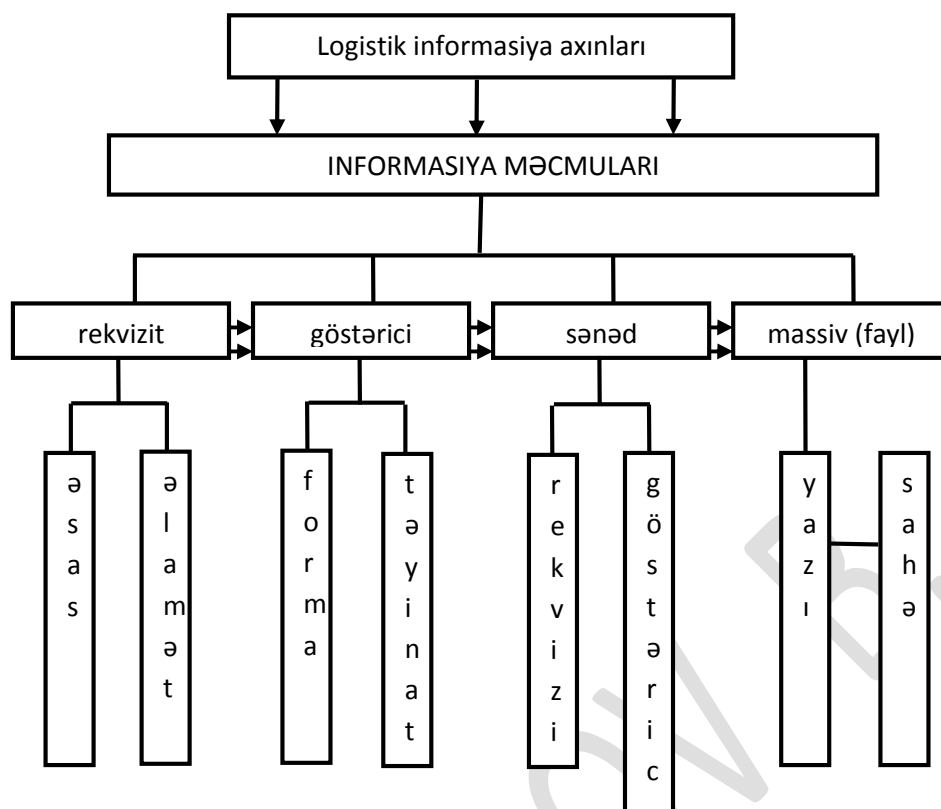 Logistik informasiya axınları
INFORMASIYA MƏCMULARI
rekvizit
göstərici
sənəd
massiv (fayl)
əsas
əlamət
forma
təyinat
rekvizi
göstəric
yazı
sahə